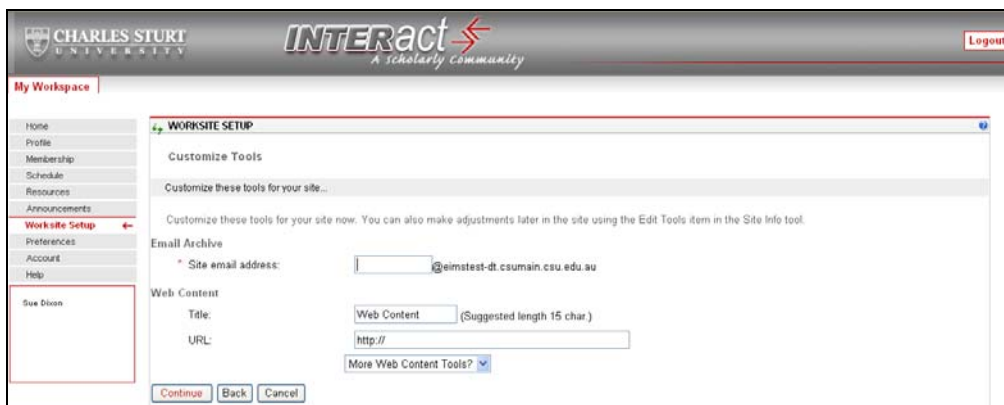 CHARLES STURT
UNIVERSITY
INTERact
A scholarly community
Logout
My Workspace
Home
Profile
Membership
Schedule
Resources
Announcements
Worksite Setup
Preferences
Account
Help
Sue Dixon
WORKSITE SETUP
Customize Tools
Customize these tools for your site...
Customize these tools for your site now. You can also make adjustments later in the site using the Edit Tools item in the Site Info tool.
Email Archive
* Site email address: @eimstest-dt.csumain.csu.edu.au
Web Content
Title: Web Content (Suggested length 15 char.)
URL: http://
More Web Content Tools?
Continue Back Cancel